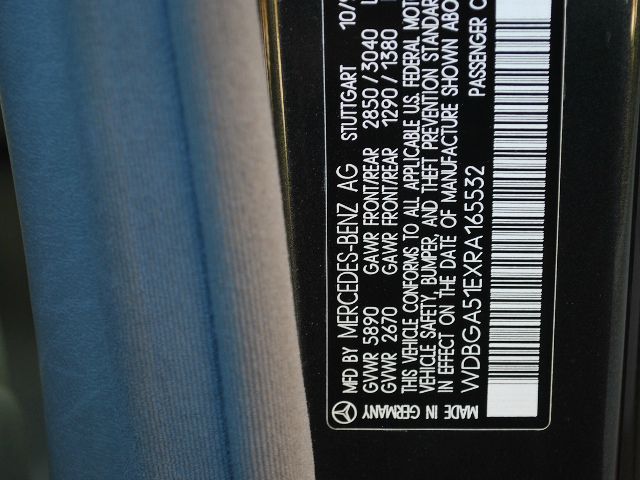 MFD BY MERCEDES-BENZ AG STUTTGART 10/
GVWR 5890 GAWR FRONT/REAR 2850/3040
GVWR 2670 GAWR FRONT/REAR 1290/1380
THIS VEHICLE CONFORMS TO ALL APPLICABLE U.S. FEDERAL MOT
VEHICLE SAFETY, BUMPER, AND THEFT PREVENTION STANDAR
IN EFFECT ON THE DATE OF MANUFACTURE SHOWN ABO
WDBGA51EXRA165532 PASSENGER C
MADE IN GERMANY